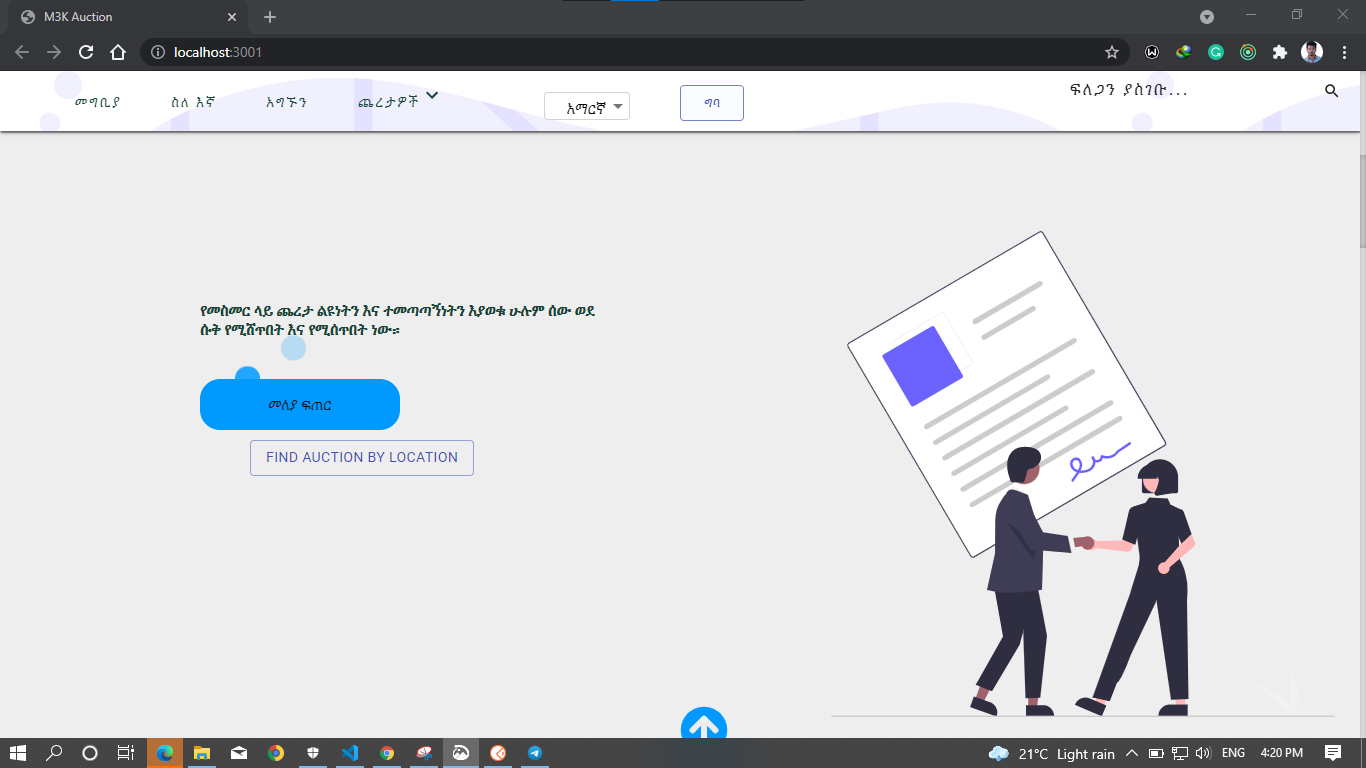 M3K Auction
localhost:3001
መግቢያ
ስለ እኛ
አግኙን
ጨረታዎች
አማርኛ
ግባ
ፍለጋን ያስገቡ...
የመስመር ላይ ጨረታ ልዩነትን እና ተመጣጣኝነትን እያወቁ ሁሉም ሰው ወደ
ሱቅ የሚሸጥበት እና የሚሰጥበት ነው።
መለያ ፍጠር
FIND AUCTION BY LOCATION
21°C Light rain
ENG
4:20 PM